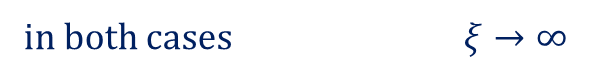 in both cases ξ → ∞